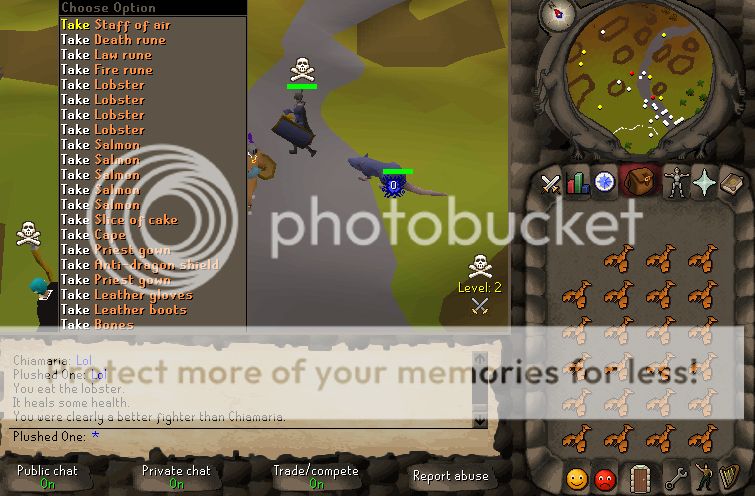 Choose Option
Take Staff of air
Take Death rune
Take Law rune
Take Fire rune
Take Lobster
Take Lobster
Take Lobster
Take Lobster
Take Salmon
Take Salmon
Take Salmon
Take Salmon
Take Salmon
Take Slice of cake
Take Cape
Take Priest gown
Take Anti-dragon shield
Take Priest gown
Take Leather gloves
Take Leather boots
Take Bones
0
Level: 2
photobucket
Protect more of your memories for less!
Chiamaria: Lol
Plushed One: Lol
You eat the lobster.
It heals some health.
You were clearly a better fighter than Chiamaria.
Plushed One: *
Public chat
On
Private chat
On
Trade/compete
On
Report abuse